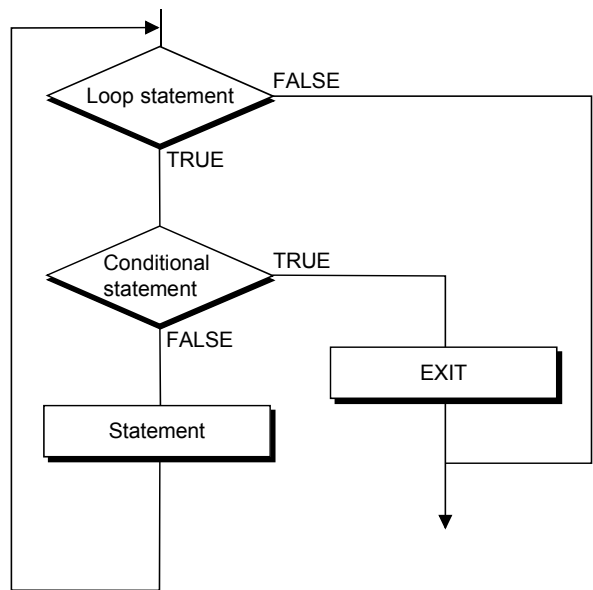 Loop statement
FALSE
TRUE
Conditional
statement
TRUE
FALSE
EXIT
Statement